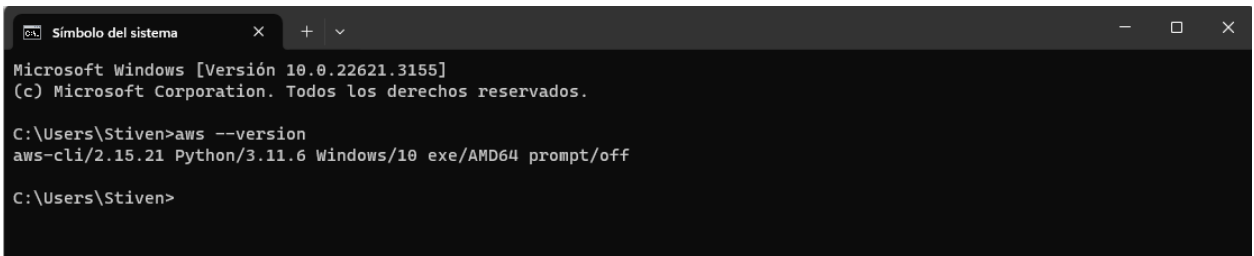 Símbolo del sistema
Microsoft Windows [Versión 10.0.22621.3155]
(c) Microsoft Corporation. Todos los derechos reservados.
C:\Users\Stiven>aws --version
aws-cli/2.15.21 Python/3.11.6 Windows/10 exe/AMD64 prompt/off
C:\Users\Stiven>